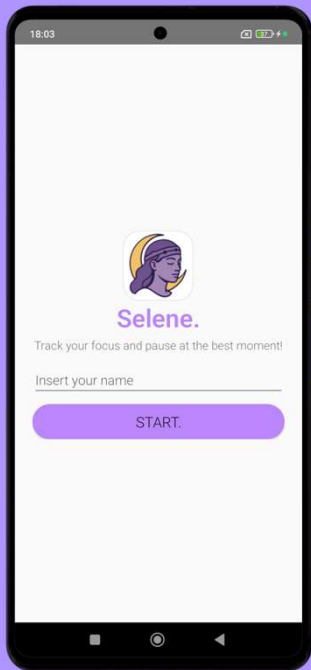 18:03
Selene.
Track your focus and pause at the best moment!
Insert your name
START.